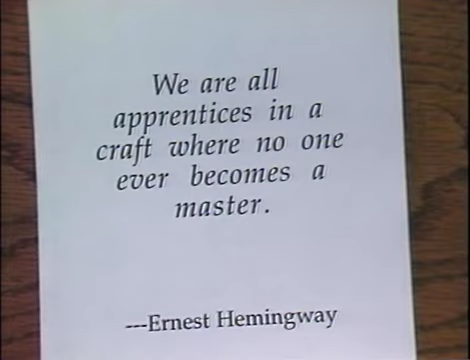 We are all
apprentices in a
craft where no one
ever becomes a
master.
---Ernest Hemingway